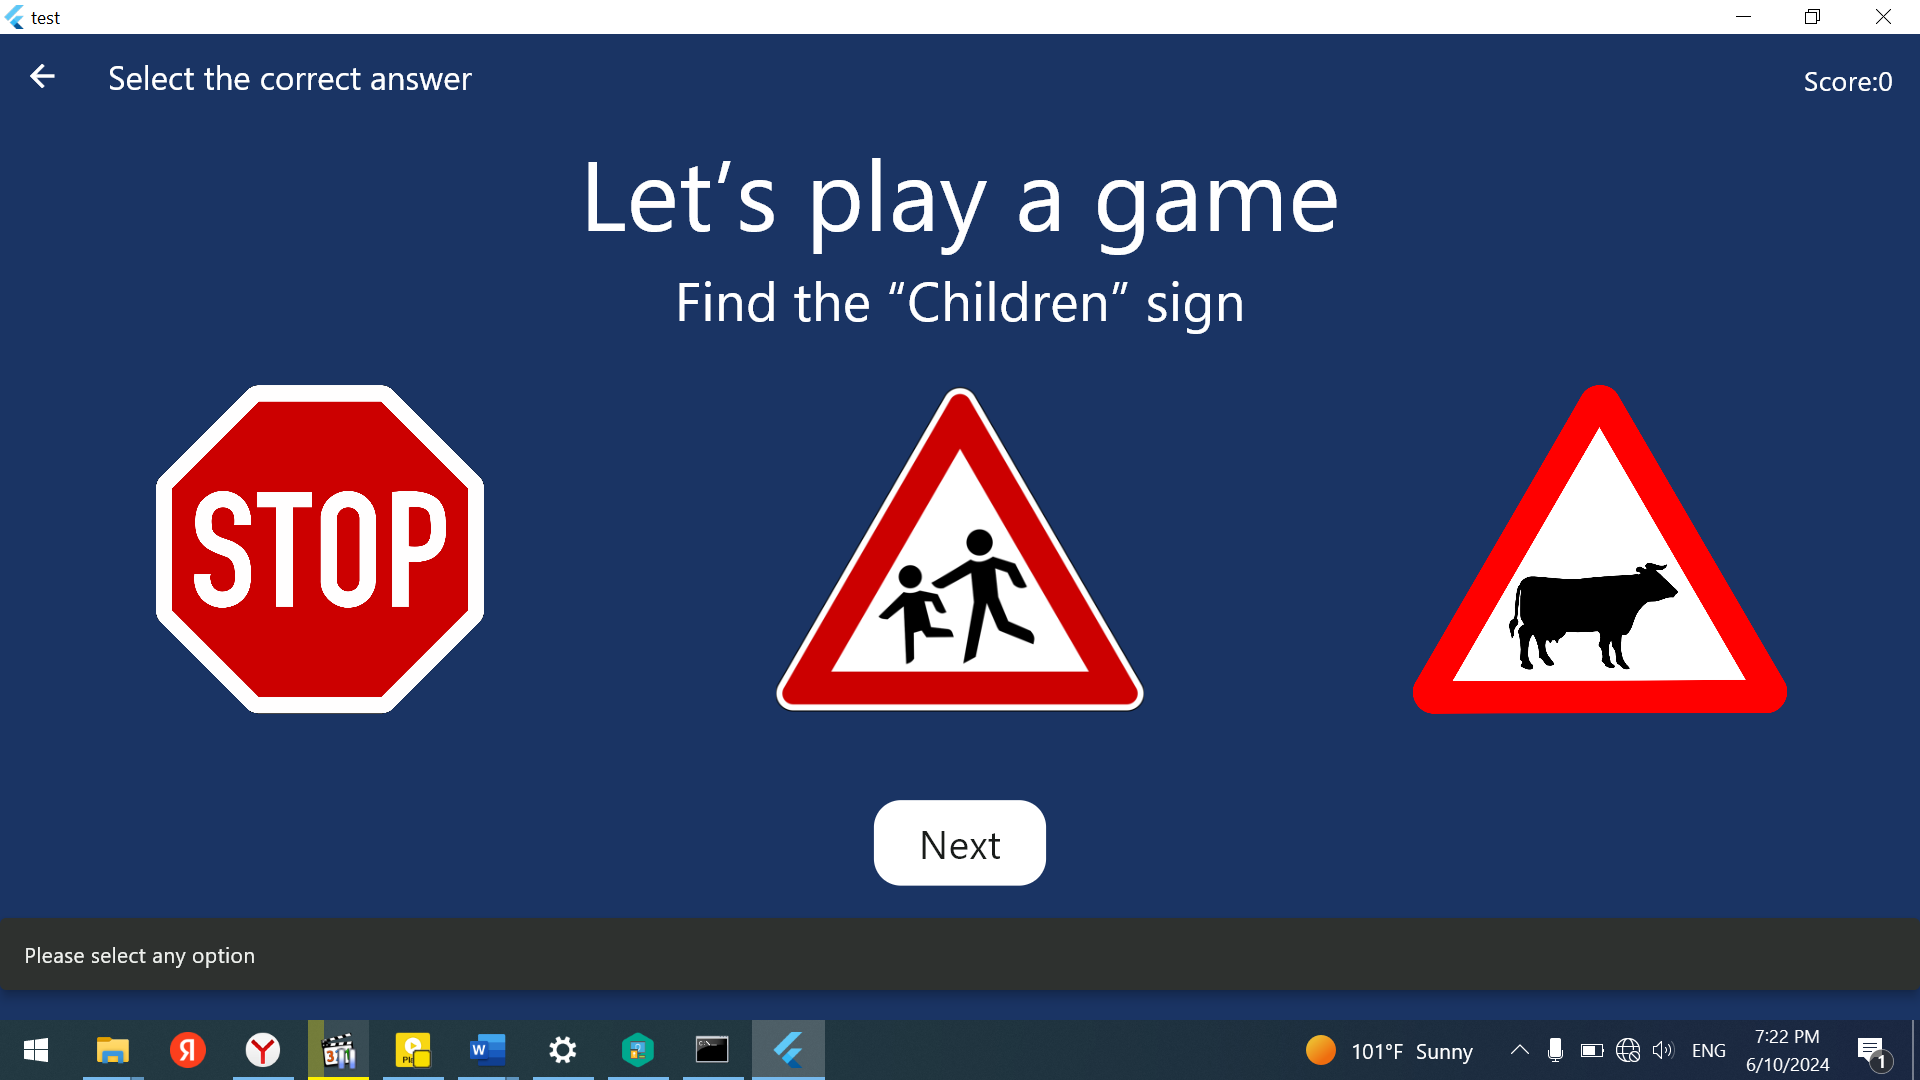 test
Select the correct answer
Score:0
Let’s play a game
Find the “Children” sign
STOP
Next
Please select any option
101°F Sunny
ENG
7:22 PM
6/10/2024
1